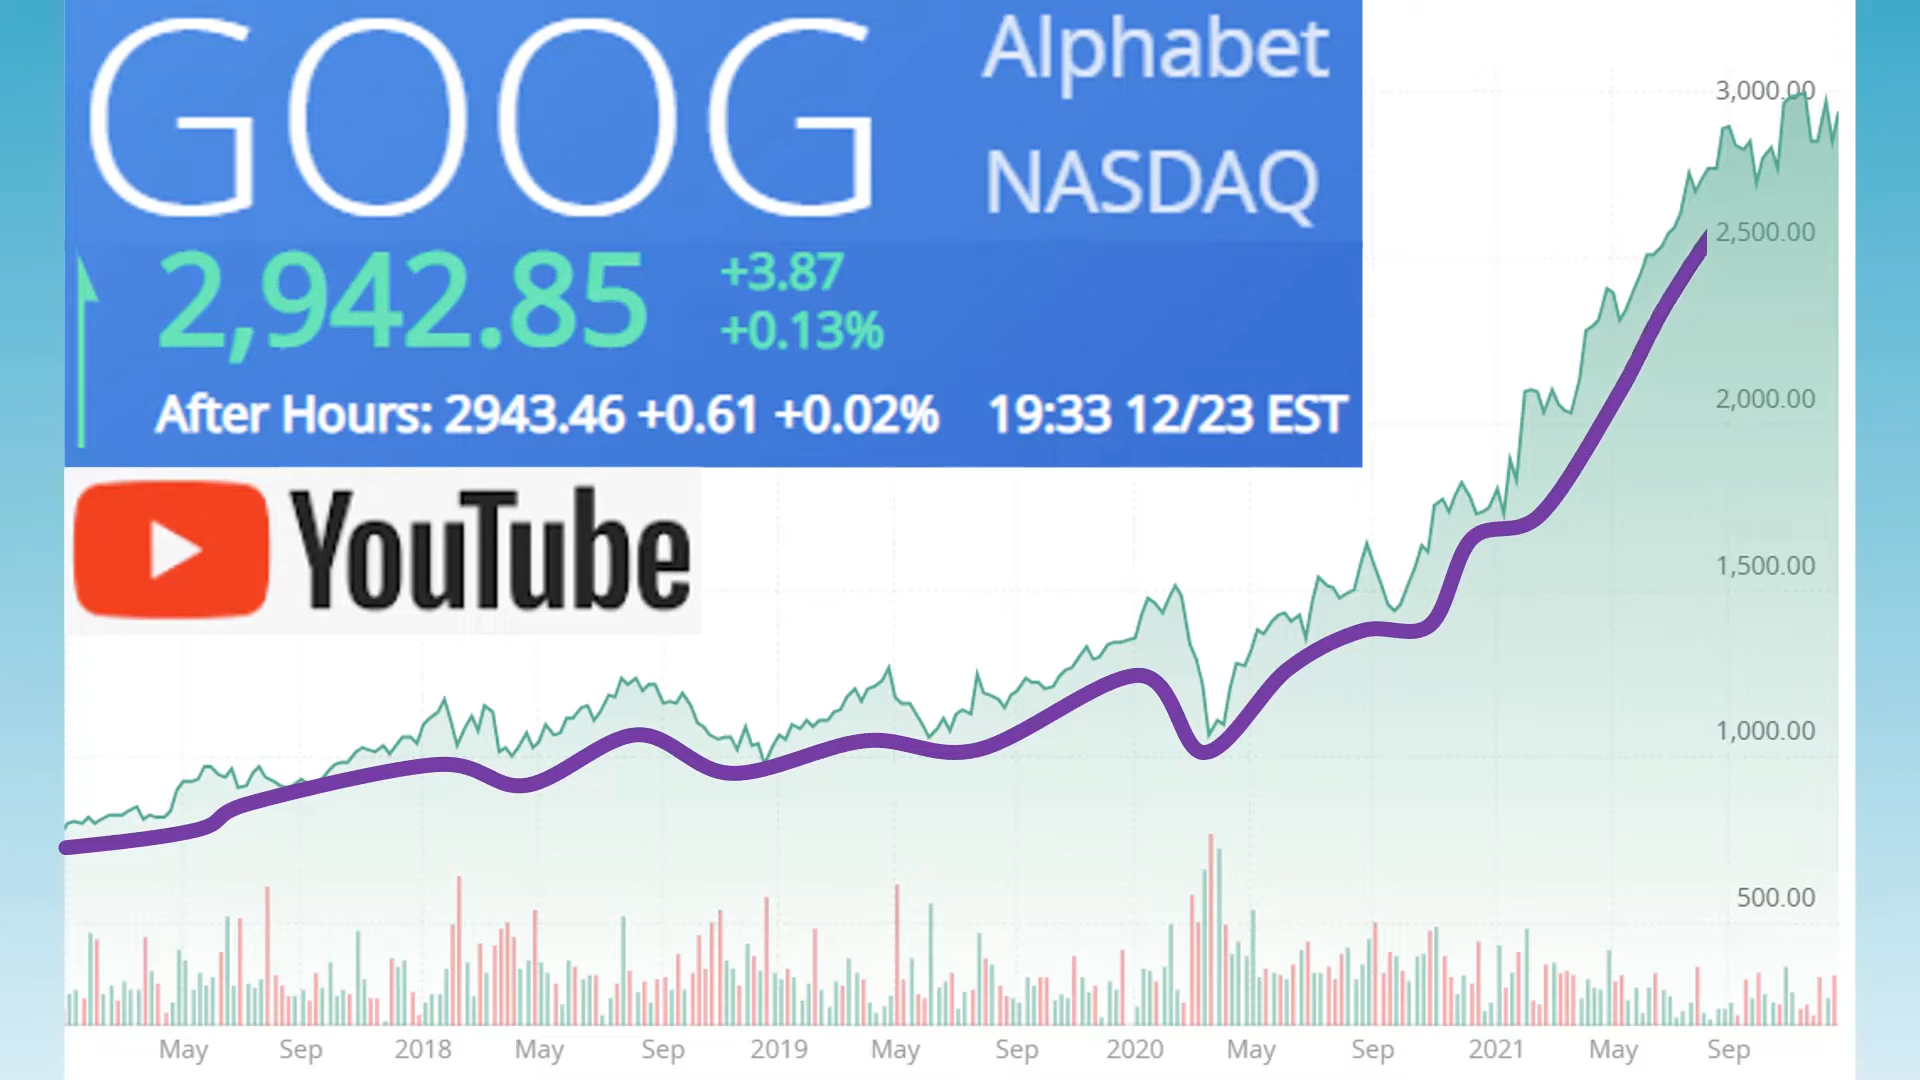 GOOG
Alphabet
NASDAQ
2,942.85
+3.87
+0.13%
After Hours: 2943.46 +0.61 +0.02% 19:33 12/23 EST
YouTube
3,000.00
2,500.00
2,000.00
1,500.00
1,000.00
500.00
May Sep 2018 May Sep 2019 May Sep 2020 May Sep 2021 May Sep